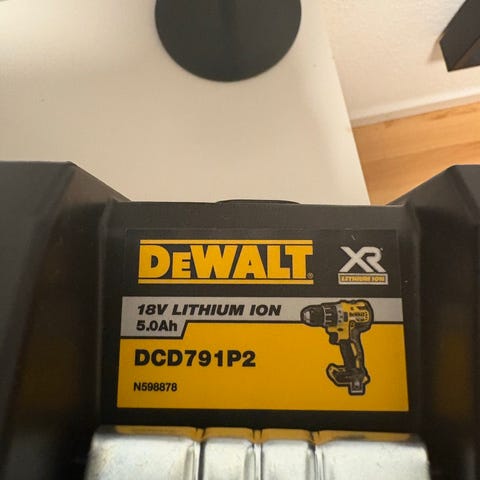 DEWALT
XR
LITHIUM ION
18V LITHIUM ION
5.0Ah
DCD791P2
N598878